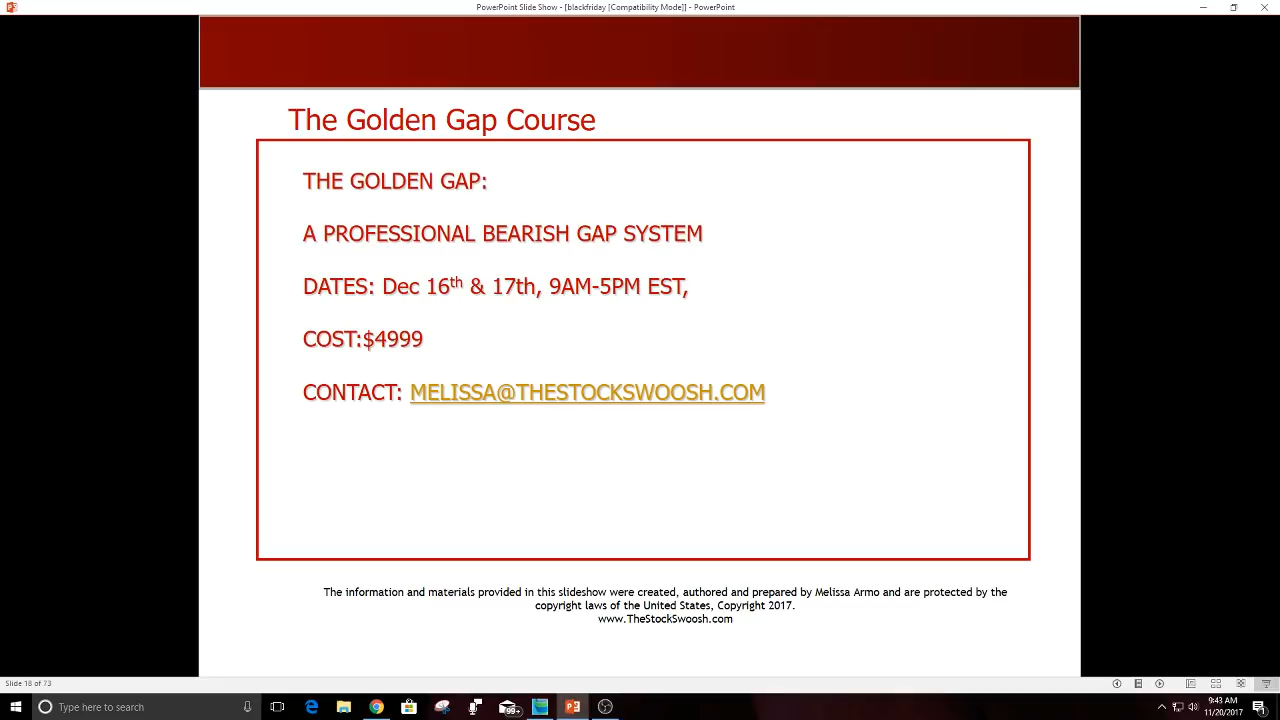 PowerPoint Slide Show - [blackfriday [Compatibility Mode]] - PowerPoint
The Golden Gap Course
THE GOLDEN GAP:
A PROFESSIONAL BEARISH GAP SYSTEM
DATES: Dec 16th & 17th, 9AM-5PM EST,
COST:$4999
CONTACT: MELISSA@THESTOCKSWOOSH.COM
The information and materials provided in this slideshow were created, authored and prepared by Melissa Armo and are protected by the
copyright laws of the United States, Copyright 2017.
www.TheStockSwoosh.com
Slide 18 of 73
Type here to search
99+
9:43 AM
11/20/2017